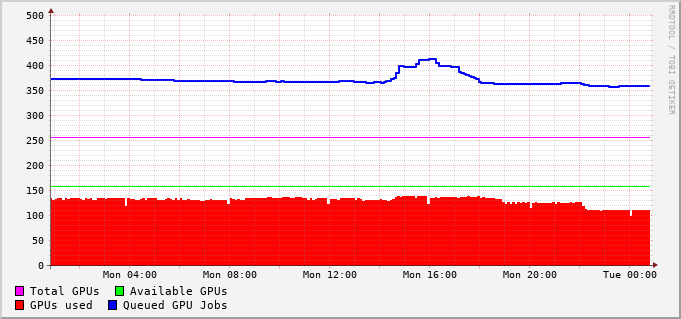 500
450
400
350
300
250
200
150
100
50
0
Mon 04:00 Mon 08:00 Mon 12:00 Mon 16:00 Mon 20:00 Tue 00:00
Total GPUs Available GPUs
GPUs used Queued GPU Jobs
RRDTOOL / TOBI OETIKER